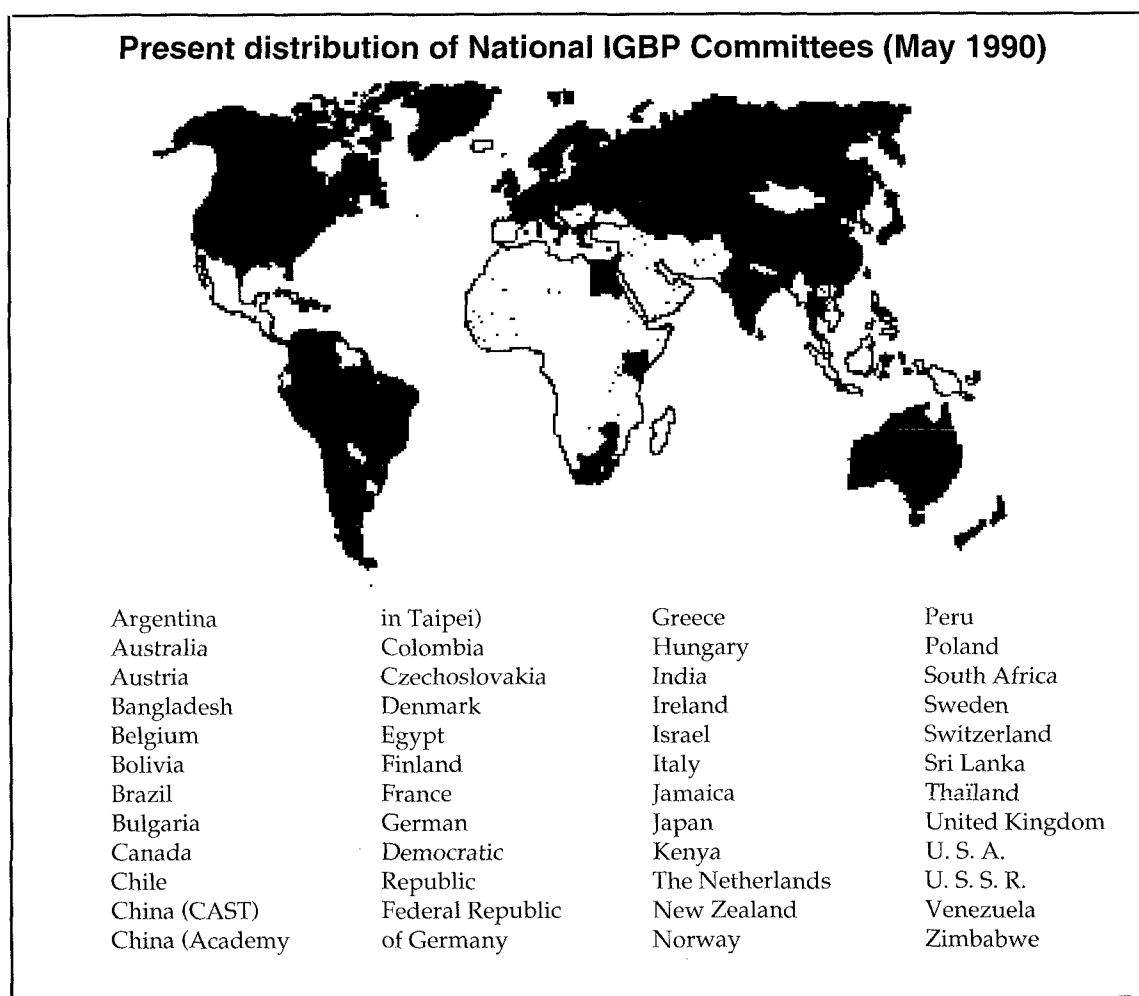 Present distribution of National IGBP Committees (May 1990)
Argentina
Australia
Austria
Bangladesh
Belgium
Bolivia
Brazil
Bulgaria
Canada
Chile
China (CAST)
China (Academy
in Taipei)
Colombia
Czechoslovakia
Denmark
Egypt
Finland
France
German
Democratic
Republic
Federal Republic
of Germany
Greece
Hungary
India
Ireland
Israel
Italy
Jamaica
Japan
Kenya
The Netherlands
New Zealand
Norway
Peru
Poland
South Africa
Sweden
Switzerland
Sri Lanka
Thaïland
United Kingdom
U. S. A.
U. S. S. R.
Venezuela
Zimbabwe